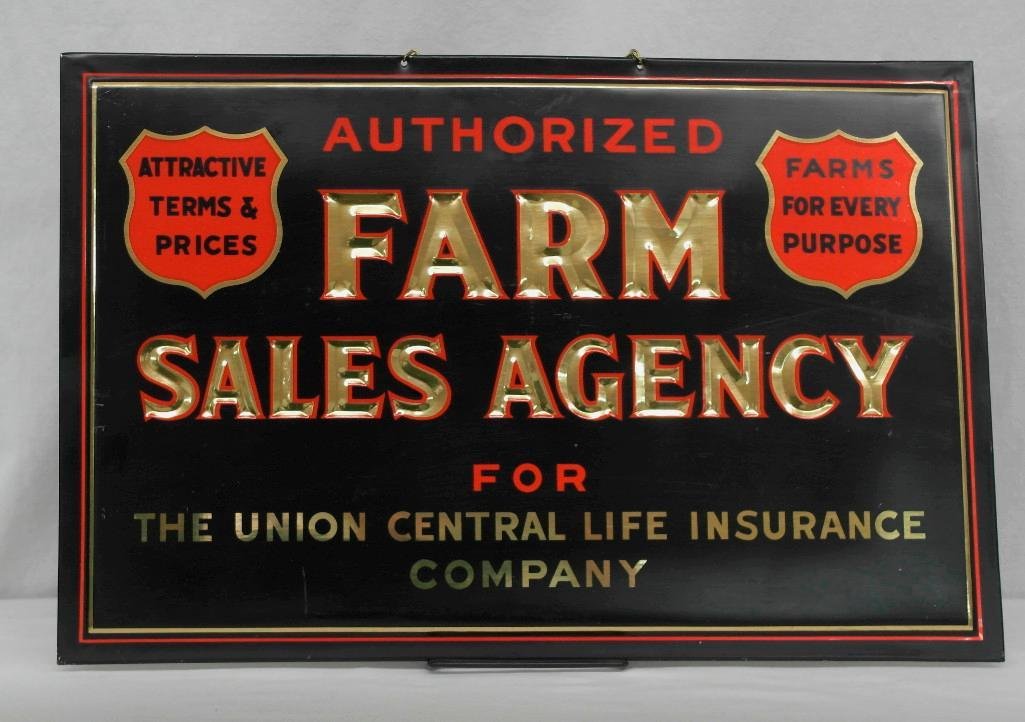 AUTHORIZED
ATTRACTIVE
TERMS &
PRICES
FARMS
FOR EVERY
PURPOSE
FARM
SALES AGENCY
FOR
THE UNION CENTRAL LIFE INSURANCE
COMPANY